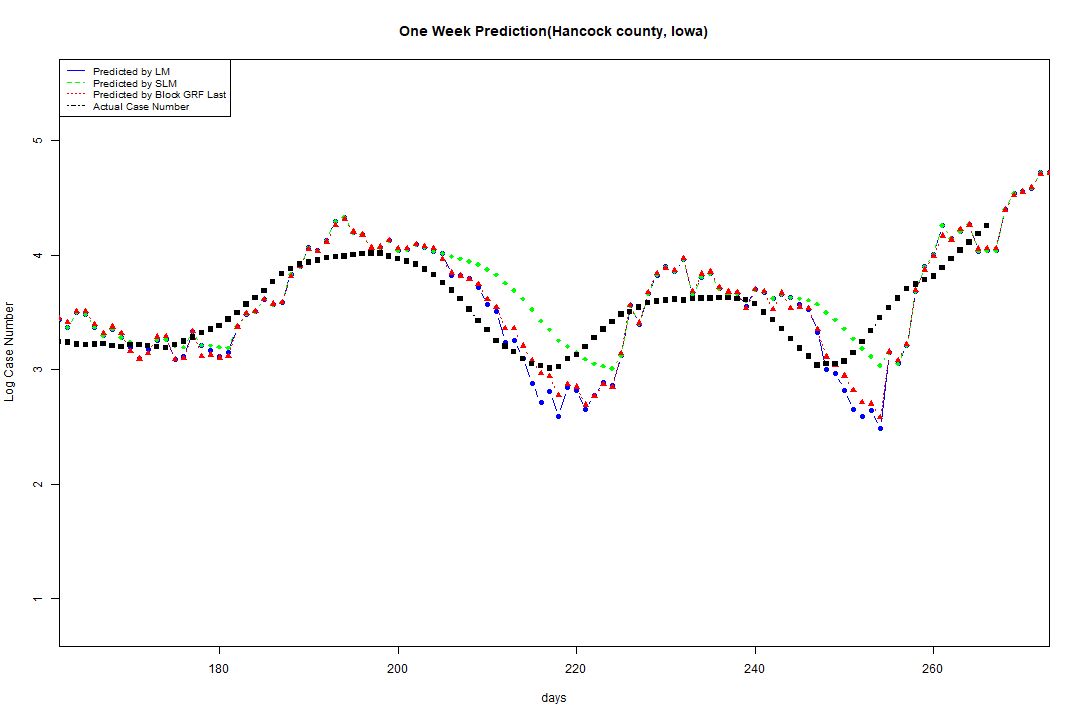 One Week Prediction(Hancock county, Iowa)
Predicted by LM
Predicted by SLM
Predicted by Block GRF Last
Actual Case Number
Log Case Number
5
4
3
2
1
180 200 220 240 260
days